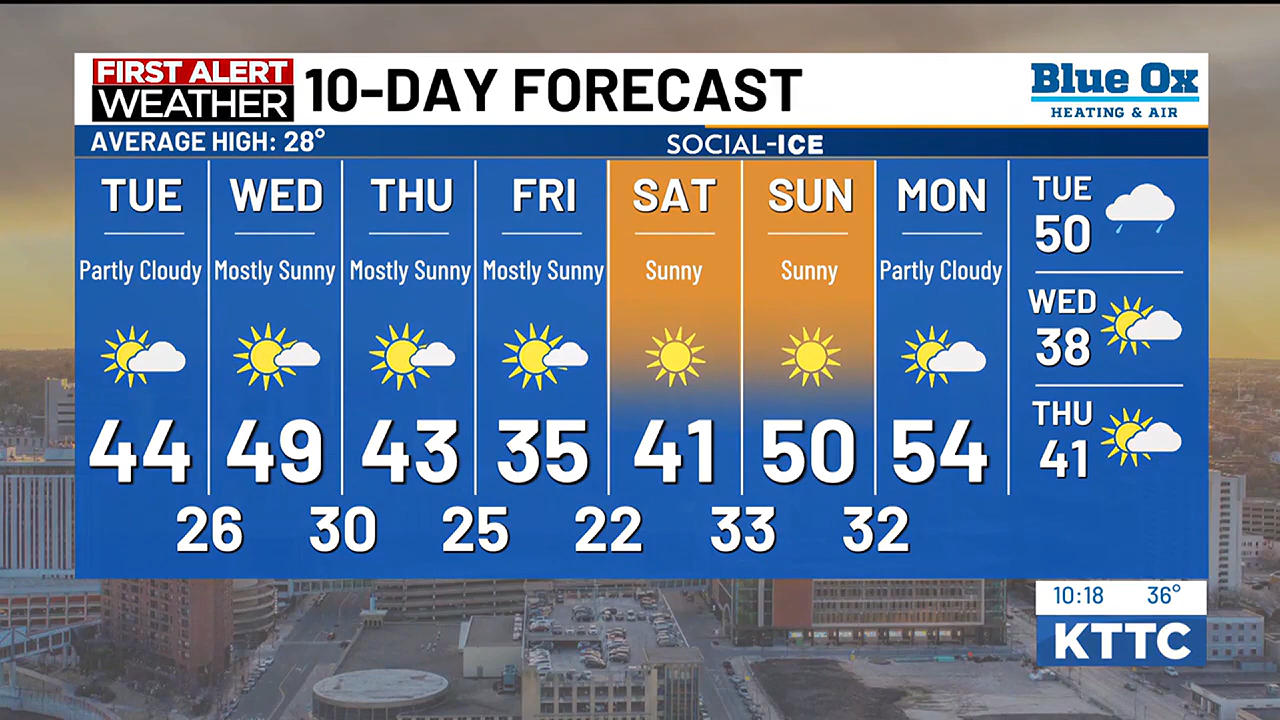 FIRST ALERT
WEATHER
10-DAY FORECAST
Blue Ox
HEATING & AIR
AVERAGE HIGH: 28°
SOCIAL-ICE
TUE WED THU FRI SAT SUN MON
Partly Cloudy Mostly Sunny Mostly Sunny Mostly Sunny Sunny Sunny Partly Cloudy
44 49 43 35 41 50 54
26 30 25 22 33 32
TUE
50
WED
38
THU
41
10:18 36°
KTTC